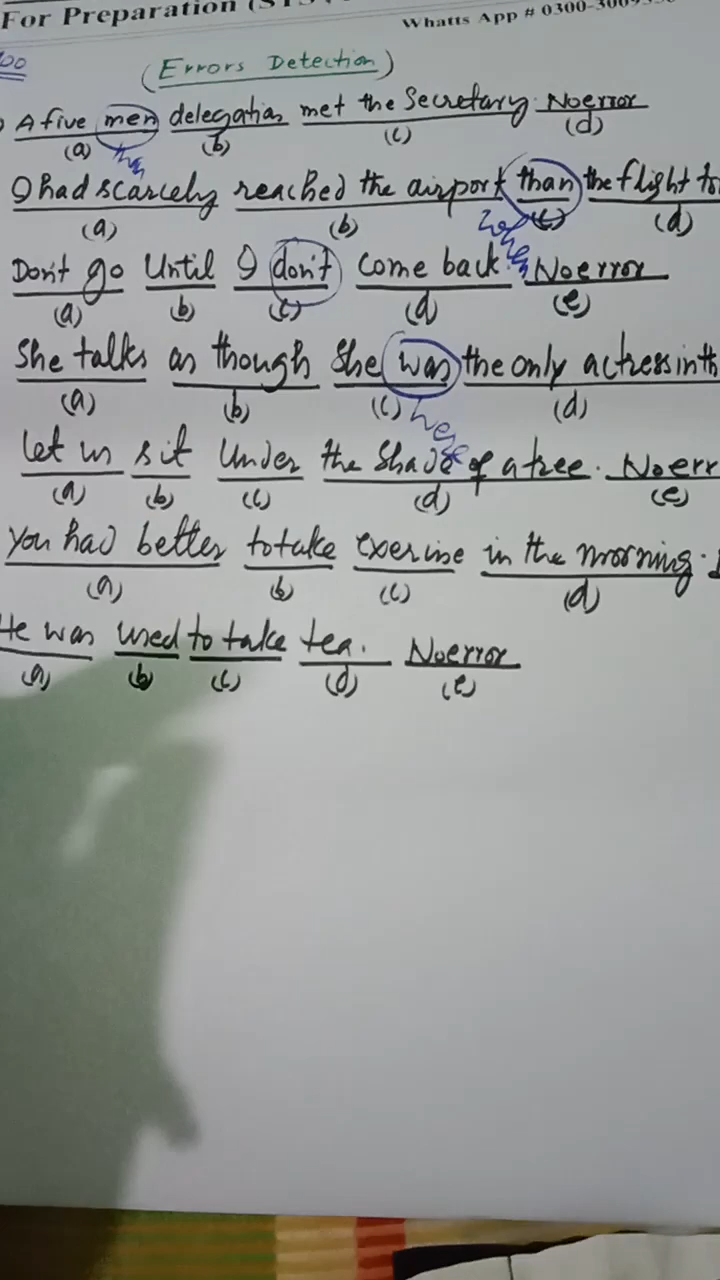 For Preparation
Whatts App # 0300-
(Errors Detection)
A five men delegation met the Secretary. No error
(a) (b) (c) (d)
I had scarcely reached the airport than the flight
when
(a) (b) (c) (d)
Don't go Until I don't come back. No error
(a) (b) (c) (d) (e)
She talks as though she was the only actress in th
(a) (b) (c) (d)
were
Let us sit Under the Shade of a tree. No err
(a) (b) (c) (d) (e)
You had better to take exercise in the morning.
(a) (b) (c) (d)
He was used to take tea. No error
(a) (b) (c) (d) (e)